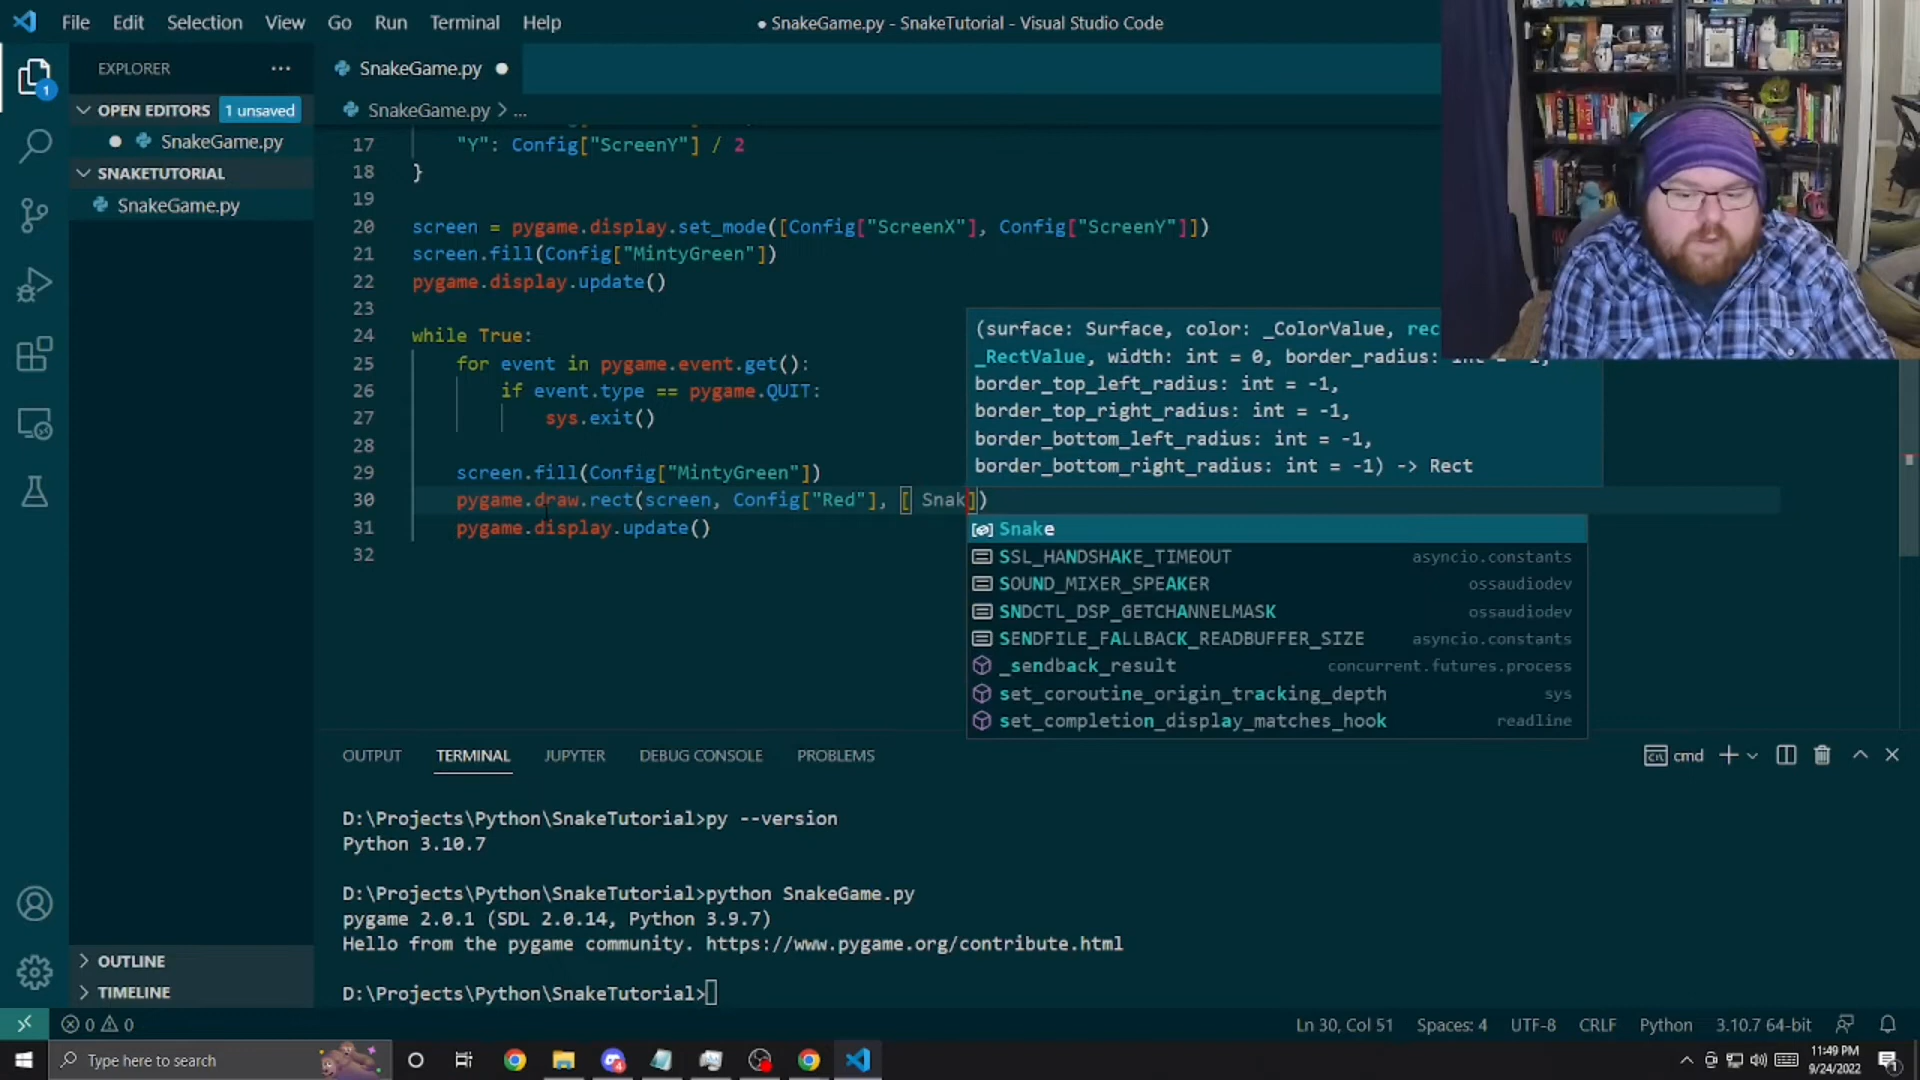 File Edit Selection View Go Run Terminal Help
● SnakeGame.py - SnakeTutorial - Visual Studio Code
EXPLORER ···
OPEN EDITORS 1 unsaved
SnakeGame.py
SNAKETUTORIAL
SnakeGame.py
OUTLINE
TIMELINE
1
SnakeGame.py ●
SnakeGame.py > ...
17 "Y": Config["ScreenY"] / 2
18 }
19
20 screen = pygame.display.set_mode([Config["ScreenX"], Config["ScreenY"]])
21 screen.fill(Config["MintyGreen"])
22 pygame.display.update()
23
24 while True:
25 for event in pygame.event.get():
26 if event.type == pygame.QUIT:
27 sys.exit()
28
29 screen.fill(Config["MintyGreen"])
30 pygame.draw.rect(screen, Config["Red"], [ Snak])
31 pygame.display.update()
32
(surface: Surface, color: _ColorValue, rec
_RectValue, width: int = 0, border_radius: int = -1,
border_top_left_radius: int = -1,
border_top_right_radius: int = -1,
border_bottom_left_radius: int = -1,
border_bottom_right_radius: int = -1) -> Rect
Snake
SSL_HANDSHAKE_TIMEOUT asyncio.constants
SOUND_MIXER_SPEAKER ossaudiodev
SNDCTL_DSP_GETCHANNELMASK ossaudiodev
SENDFILE_FALLBACK_READBUFFER_SIZE asyncio.constants
_sendback_result concurrent.futures.process
set_coroutine_origin_tracking_depth sys
set_completion_display_matches_hook readline
OUTPUT TERMINAL JUPYTER DEBUG CONSOLE PROBLEMS
cmd
D:\Projects\Python\SnakeTutorial>py --version
Python 3.10.7
D:\Projects\Python\SnakeTutorial>python SnakeGame.py
pygame 2.0.1 (SDL 2.0.14, Python 3.9.7)
Hello from the pygame community. https://www.pygame.org/contribute.html
D:\Projects\Python\SnakeTutorial>
0 0
Ln 30, Col 51 Spaces: 4 UTF-8 CRLF Python 3.10.7 64-bit
Type here to search
11:49 PM
9/24/2022
1